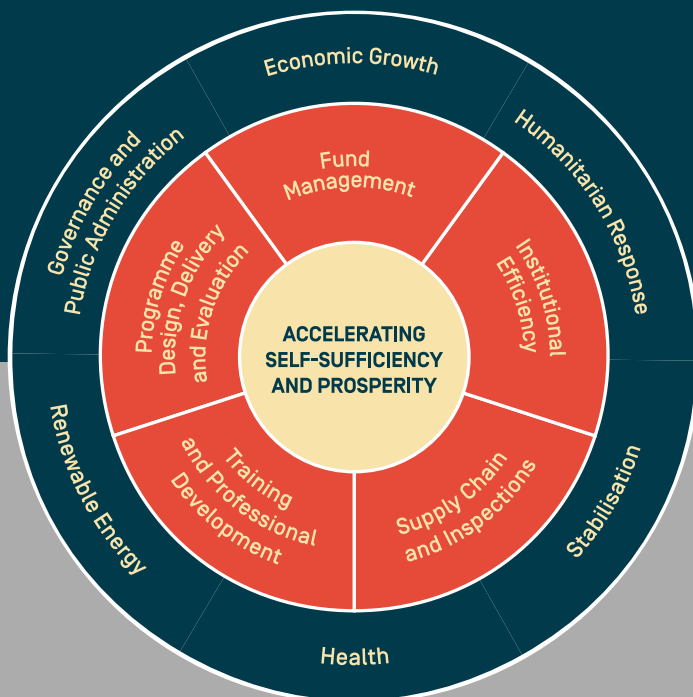 Economic Growth
Humanitarian Response
Stabilisation
Health
Renewable Energy
Governance and
Public Administration
Fund
Management
Institutional
Efficiency
Supply Chain
and Inspections
Training
and Professional
Development
Programme
Design, Delivery
and Evaluation
ACCELERATING
SELF-SUFFICIENCY
AND PROSPERITY